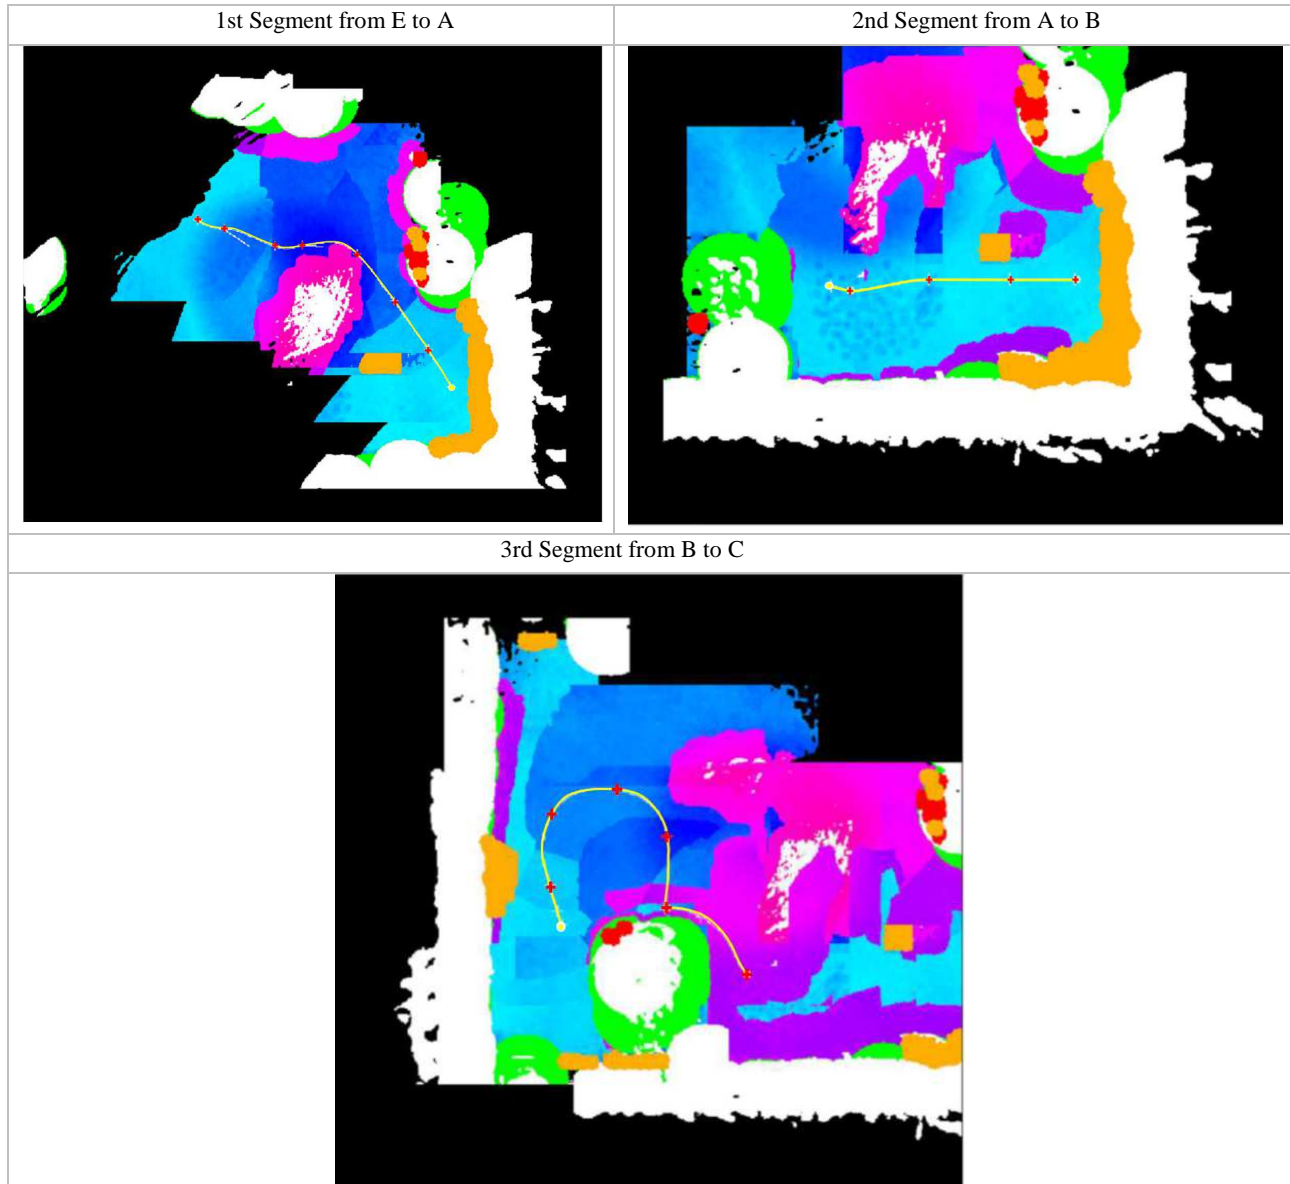 1st Segment from E to A
2nd Segment from A to B
3rd Segment from B to C